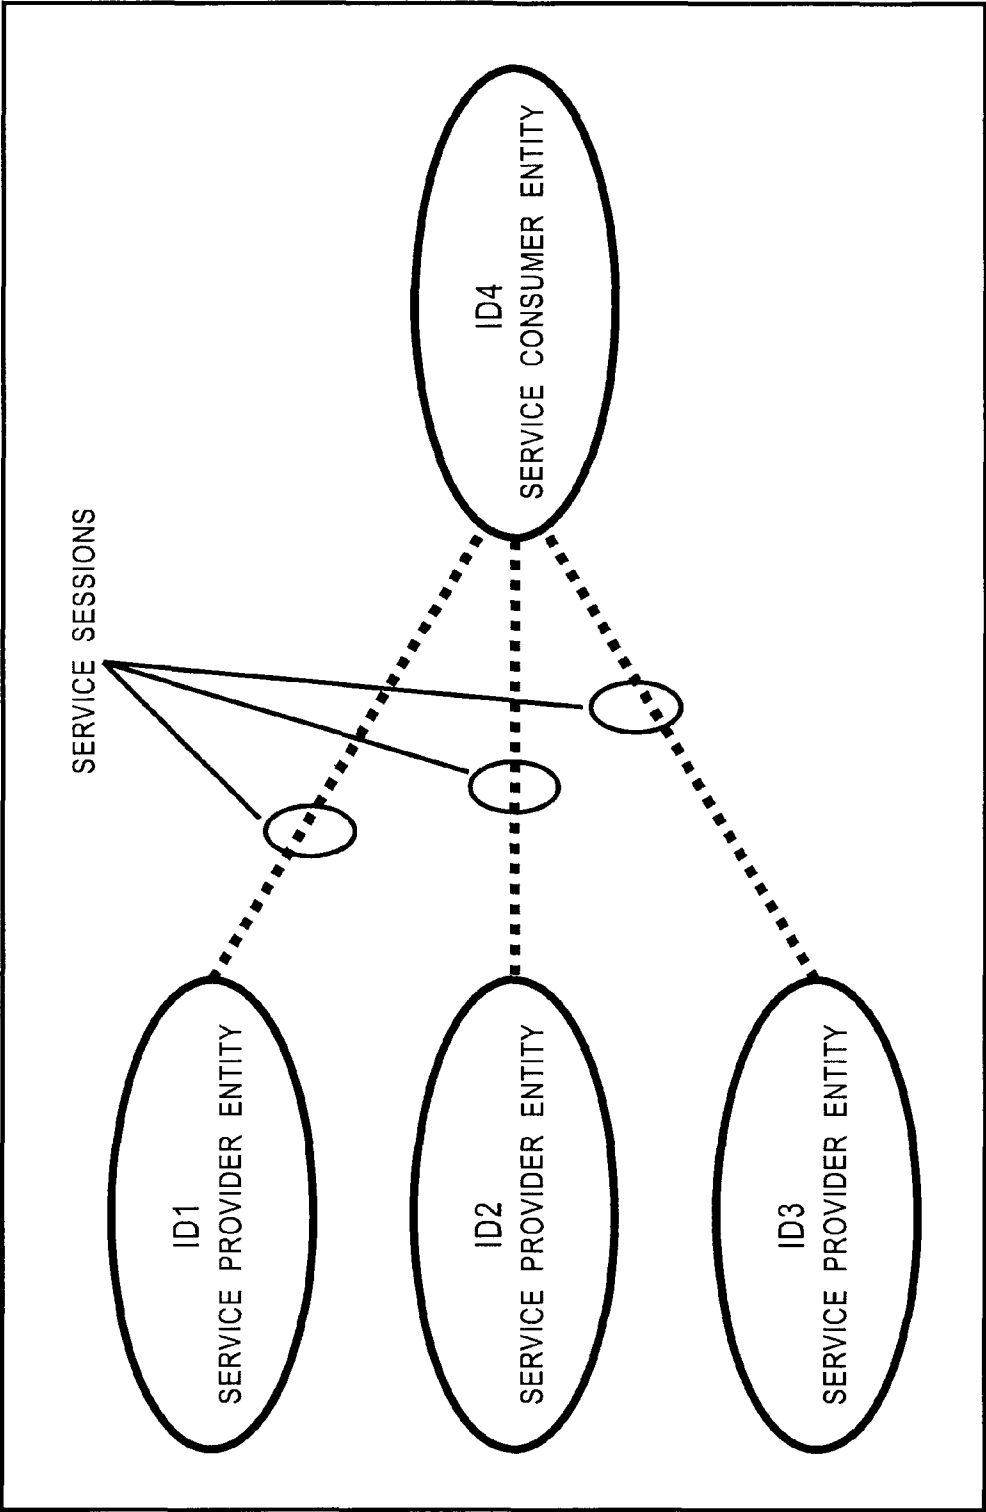 SERVICE SESSIONS
ID1
SERVICE PROVIDER ENTITY
ID2
SERVICE PROVIDER ENTITY
ID3
SERVICE PROVIDER ENTITY
ID4
SERVICE CONSUMER ENTITY